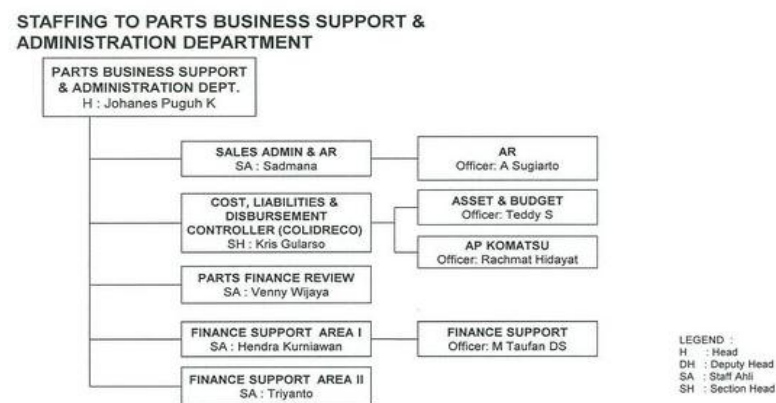 STAFFING TO PARTS BUSINESS SUPPORT &
ADMINISTRATION DEPARTMENT
PARTS BUSINESS SUPPORT
& ADMINISTRATION DEPT.
H : Johanes Puguh K
SALES ADMIN & AR
SA : Sadmana
AR
Officer: A Sugiarto
COST, LIABILITIES &
DISBURSEMENT
CONTROLLER (COLIDRECO)
SH : Kris Gularso
ASSET & BUDGET
Officer: Teddy S
AP KOMATSU
Officer: Rachmat Hidayat
PARTS FINANCE REVIEW
SA : Venny Wijaya
FINANCE SUPPORT AREA I
SA : Hendra Kurniawan
FINANCE SUPPORT
Officer: M Taufan DS
FINANCE SUPPORT AREA II
SA : Triyanto
LEGEND :
H : Head
DH : Deputy Head
SA : Staff Ahli
SH : Section Head